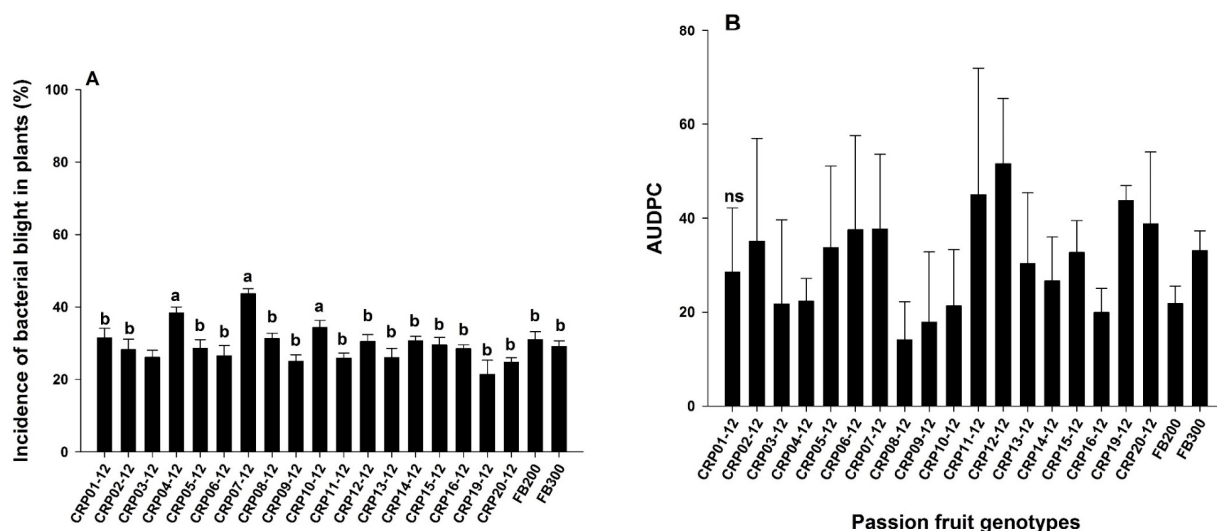 A
Incidence of bacterial blight in plants (%)
100
80
60
40
20
0
b b a b b a b b a b b b b b b b b b b
CRP01-12 CRP02-12 CRP03-12 CRP04-12 CRP05-12 CRP06-12 CRP07-12 CRP08-12 CRP09-12 CRP10-12 CRP11-12 CRP12-12 CRP13-12 CRP14-12 CRP15-12 CRP16-12 CRP19-12 CRP20-12 FB200 FB300
B
AUDPC
80
60
40
20
0
ns
CRP01-12 CRP02-12 CRP03-12 CRP04-12 CRP05-12 CRP06-12 CRP07-12 CRP08-12 CRP09-12 CRP10-12 CRP11-12 CRP12-12 CRP13-12 CRP14-12 CRP15-12 CRP16-12 CRP19-12 CRP20-12 FB200 FB300
Passion fruit genotypes